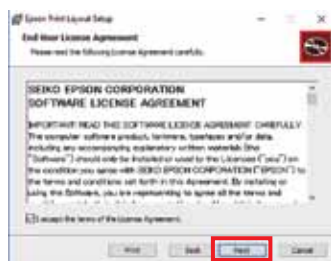 Epson Print Layout Setup
End User License Agreement
Please read the following License Agreement carefully.
SEIKO EPSON CORPORATION
SOFTWARE LICENSE AGREEMENT
IMPORTANT! READ THIS SOFTWARE LICENSE AGREEMENT CAREFULLY.
The computer software product, fontware, typefaces and/or data,
including any accompanying explanatory written materials (the
"Software") should only be installed or used by the Licensee ("you") on
the condition you agree with SEIKO EPSON CORPORATION ("EPSON") to
the terms and conditions set forth in this Agreement. By installing or
using the Software, you are representing to agree all the terms and
I accept the terms of the License Agreement.
Print
Back
Next
Cancel